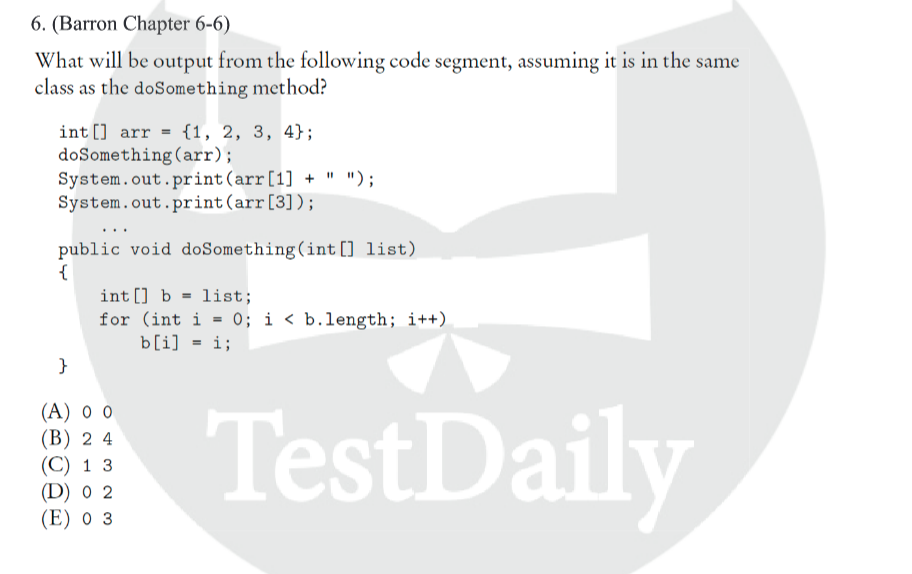 6. (Barron Chapter 6-6)
What will be output from the following code segment, assuming it is in the same
class as the doSomething method?
int[] arr = {1, 2, 3, 4};
doSomething(arr);
System.out.print(arr[1] + " ");
System.out.print(arr[3]);
...
public void doSomething(int[] list)
{
int[] b = list;
for (int i = 0; i < b.length; i++)
b[i] = i;
}
(A) 0 0
(B) 2 4
(C) 1 3
(D) 0 2
(E) 0 3
TestDaily